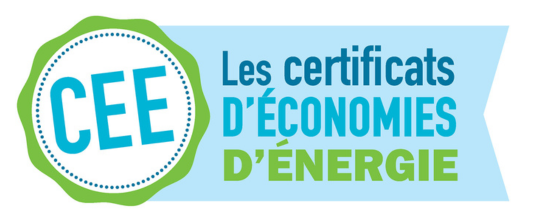 CEE
Les certificats
D'ÉCONOMIES
D'ÉNERGIE